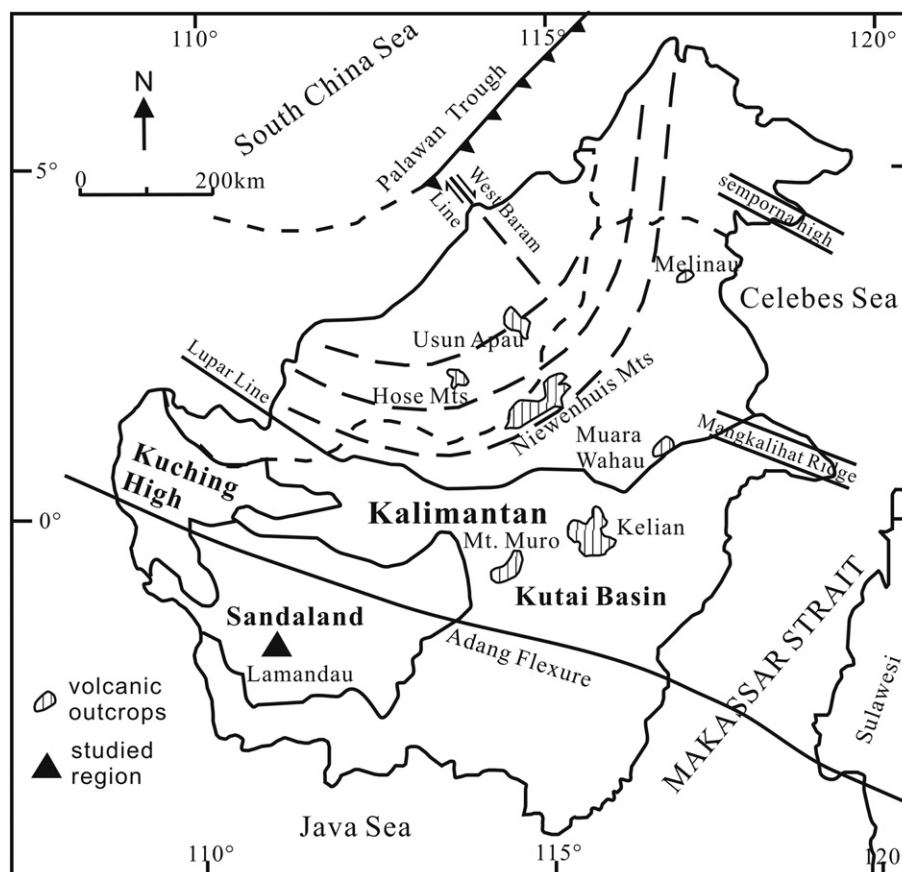 110°
115°
120°
N
South China Sea
Palawan Trough
5°
0
200km
West Baram
Line
semporna high
Melinau
Celebes Sea
Usun Apau
Lupar Line
Hose Mts
Niewenhuis Mts
Muara
Wahau
Mangkalihat Ridge
Kuching
High
Kalimantan
Kelian
0°
Mt. Muro
Kutai Basin
Sandaland
Adang Flexure
Lamandau
MAKASSAR STRAIT
Sulawesi
volcanic
outcrops
studied
region
Java Sea
110°
115°
120°